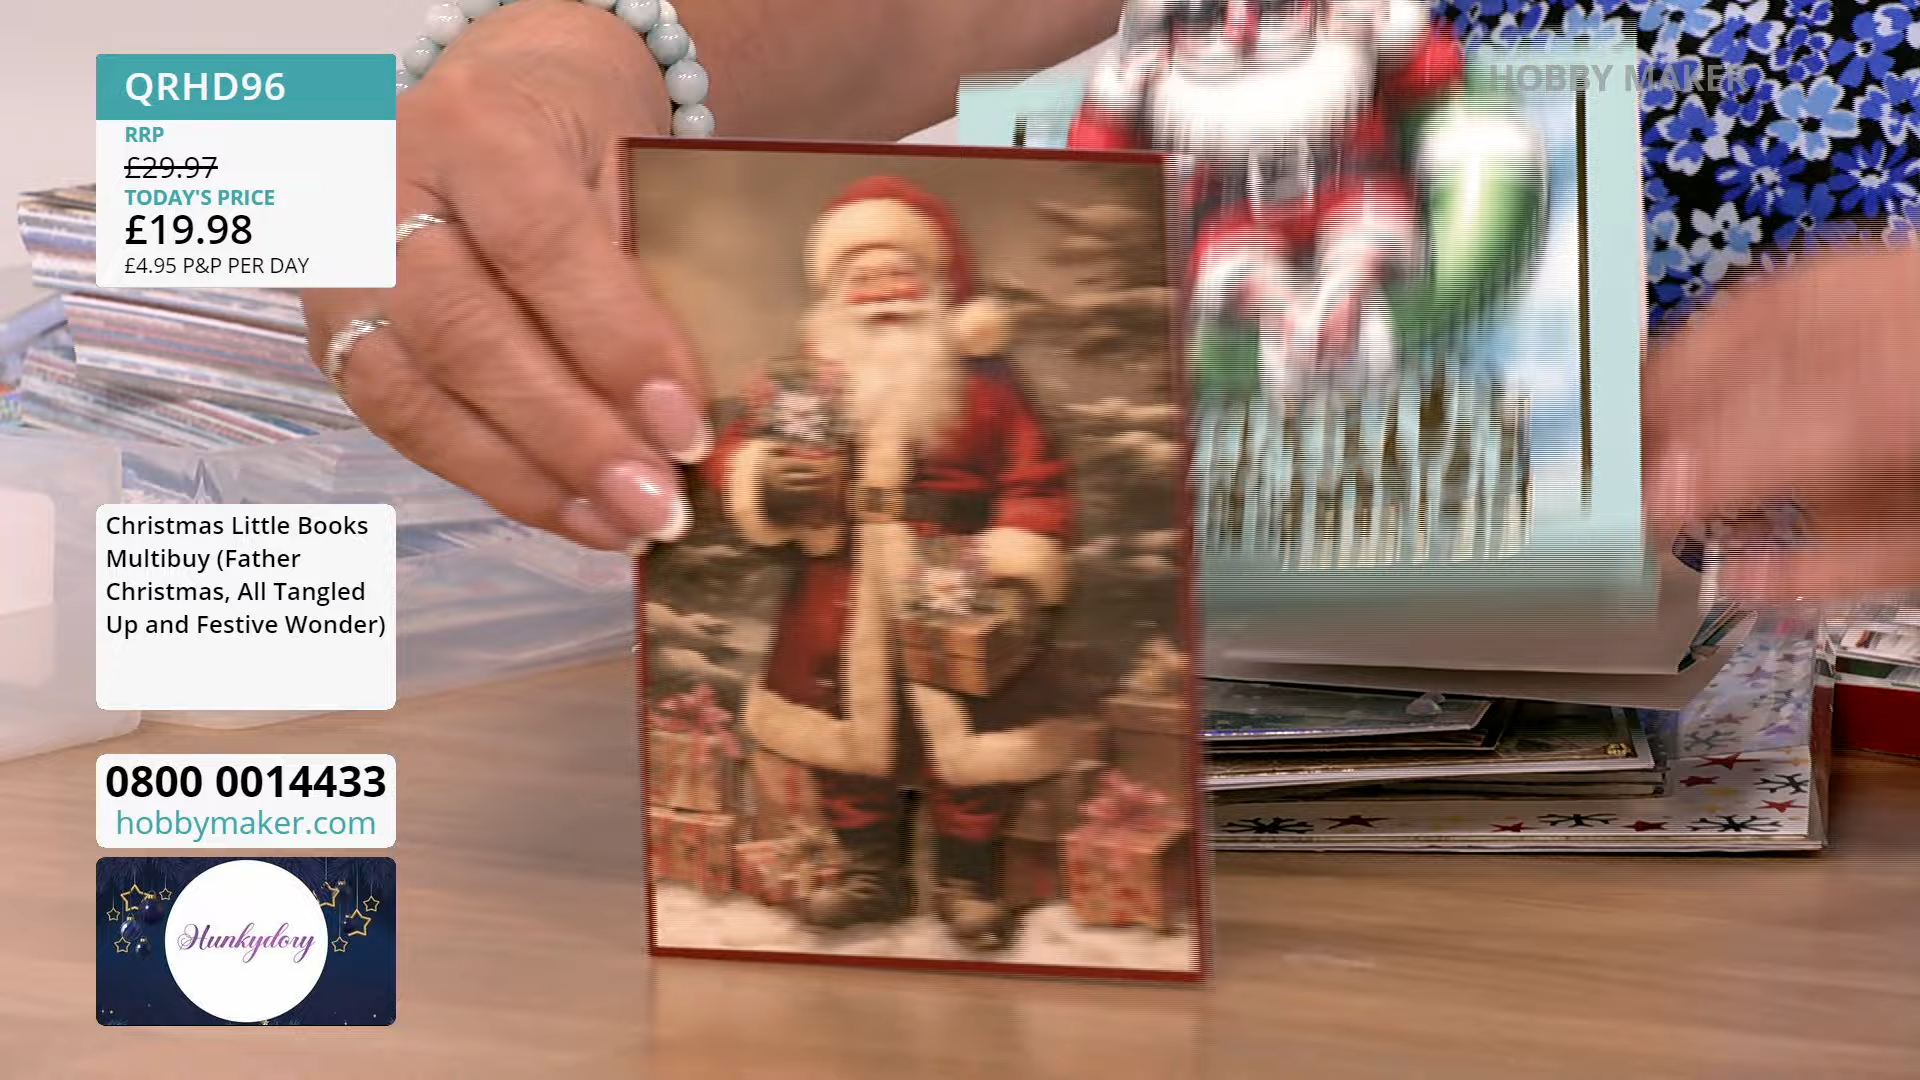 QRHD96
RRP
£29.97
TODAY'S PRICE
£19.98
£4.95 P&P PER DAY
HOBBY MAKER
Christmas Little Books
Multibuy (Father
Christmas, All Tangled
Up and Festive Wonder)
0800 0014433
hobbymaker.com
Hunkydory